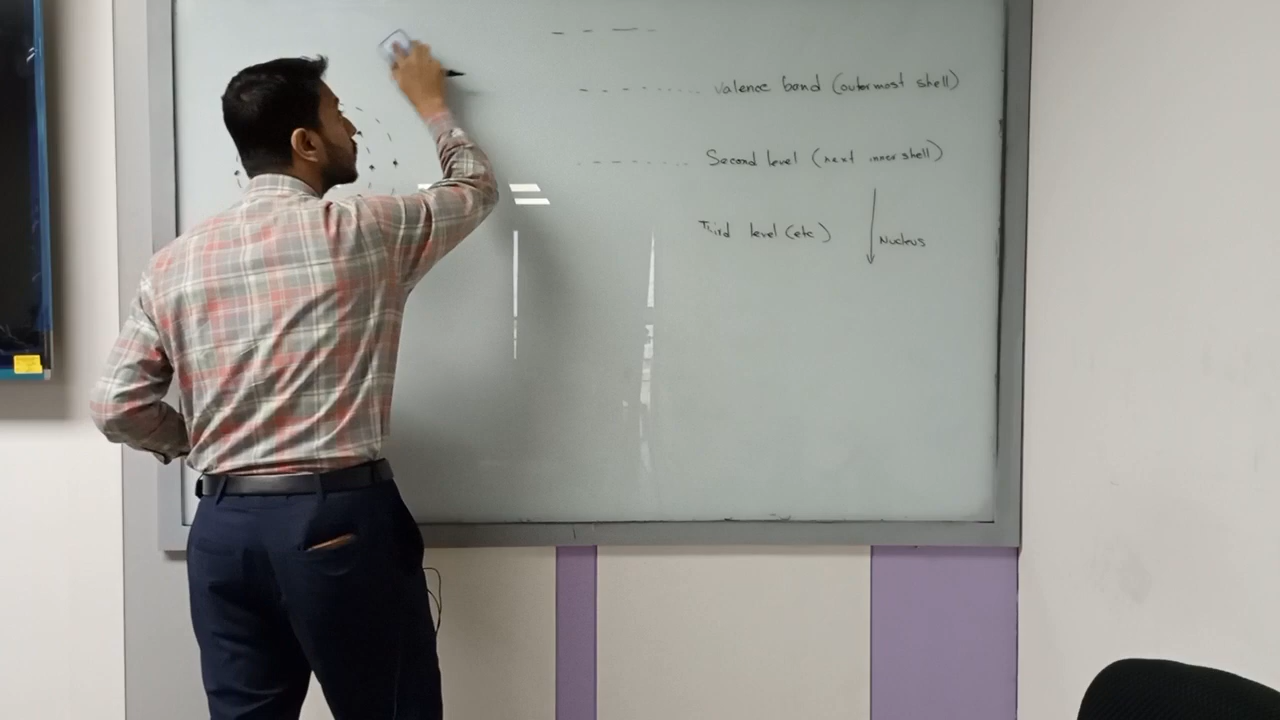 Valence band (outermost shell)
Second level (next inner shell)
Third level (etc)
Nucleus